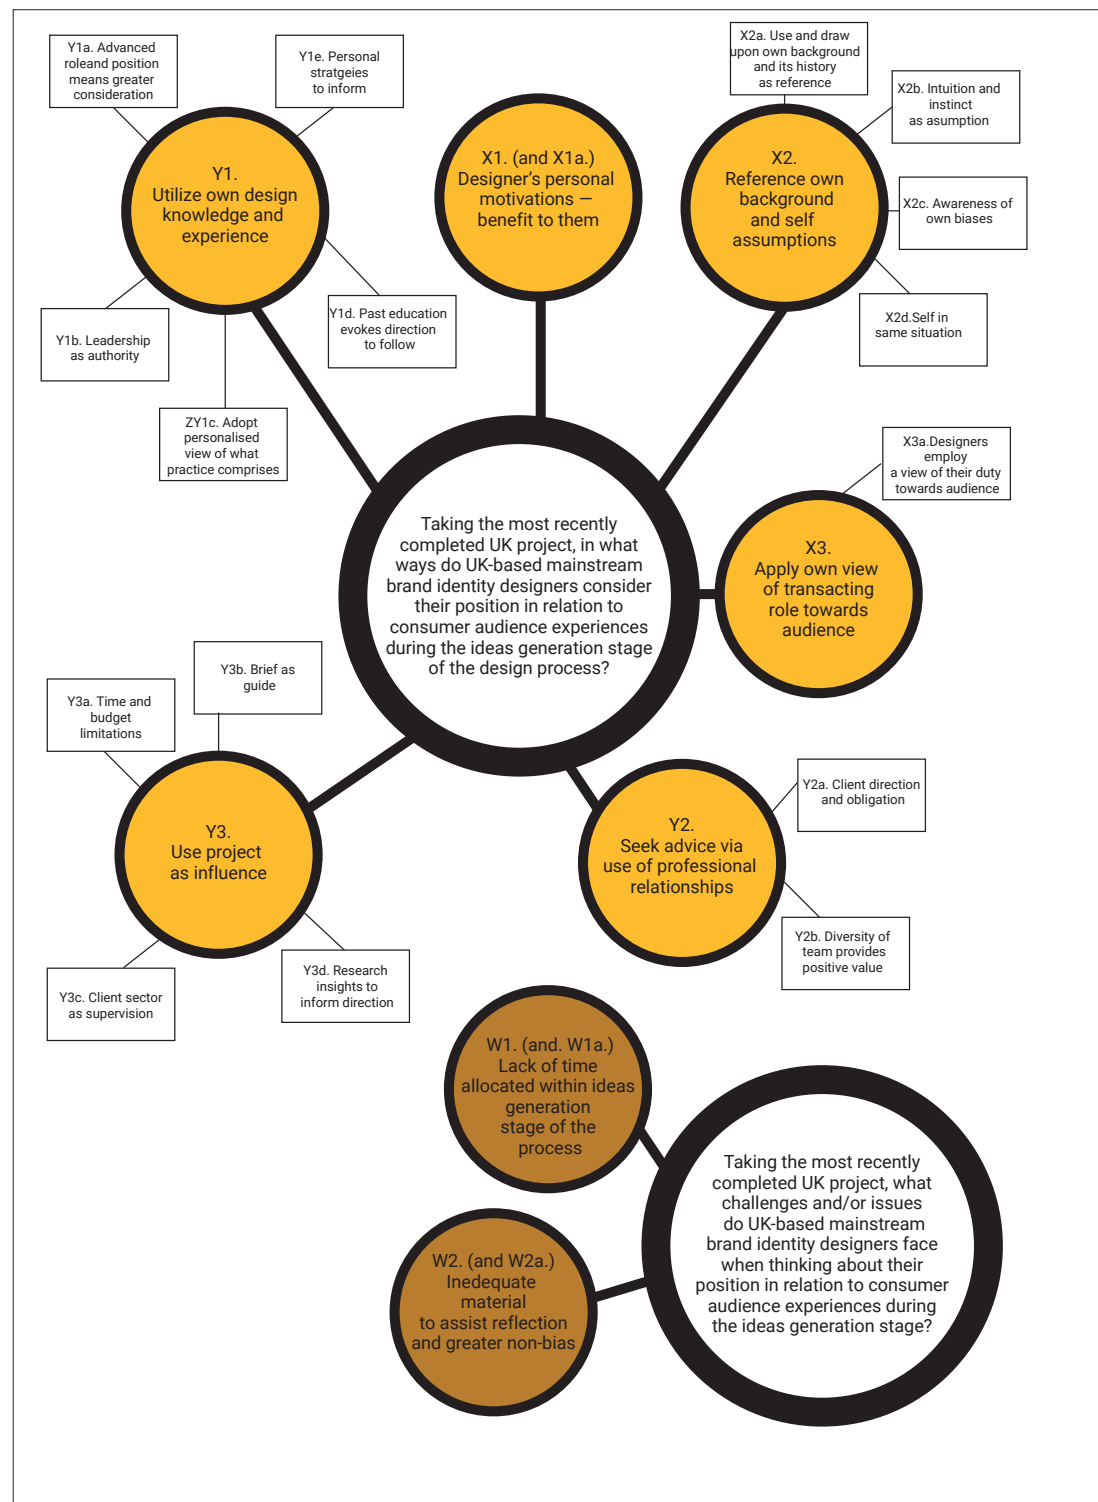 Y1a. Advanced
roleand position
means greater
consideration
Y1e. Personal
stratgeies
to inform
Y1.
Utilize own design
knowledge and
experience
Y1b. Leadership
as authority
ZY1c. Adopt
personalised
view of what
practice comprises
Y1d. Past education
evokes direction
to follow
X1. (and X1a.)
Designer's personal
motivations —
benefit to them
X2a. Use and draw
upon own background
and its history
as reference
X2b. Intuition and
instinct
as asumption
X2.
Reference own
background
and self
assumptions
X2c. Awareness of
own biases
X2d.Self in
same situation
Taking the most recently
completed UK project, in what
ways do UK-based mainstream
brand identity designers consider
their position in relation to
consumer audience experiences
during the ideas generation stage
of the design process?
X3a.Designers
employ
a view of their duty
towards audience
X3.
Apply own view
of transacting
role towards
audience
Y3a. Time and
budget
limitations
Y3b. Brief as
guide
Y3.
Use project
as influence
Y3c. Client sector
as supervision
Y3d. Research
insights to
inform direction
Y2.
Seek advice via
use of professional
relationships
Y2a. Client direction
and obligation
Y2b. Diversity of
team provides
positive value
W1. (and. W1a.)
Lack of time
allocated within ideas
generation
stage of the
process
W2. (and W2a.)
Inedequate
material
to assist reflection
and greater non-bias
Taking the most recently
completed UK project, what
challenges and/or issues
do UK-based mainstream
brand identity designers face
when thinking about their
position in relation to consumer
audience experiences during
the ideas generation stage?